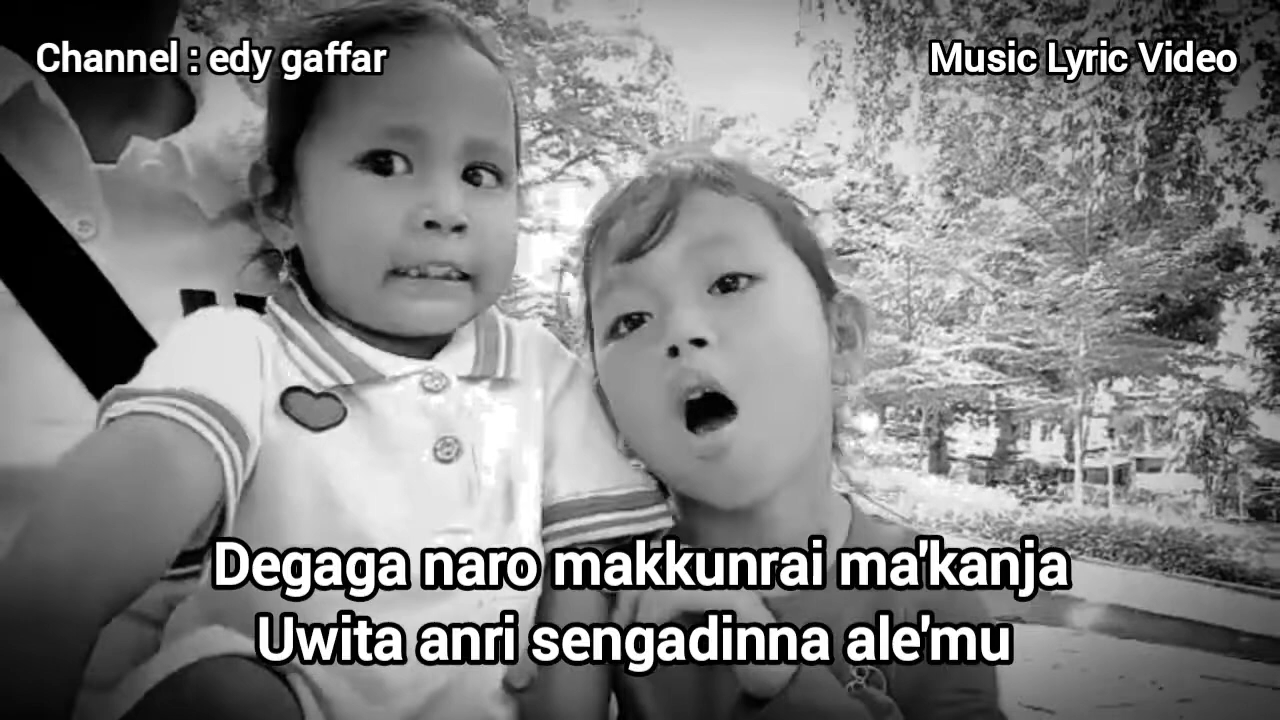 Channel : edy gaffar
Music Lyric Video
Degaga naro makkunrai ma'kanja
Uwita anri sengadinna ale'mu